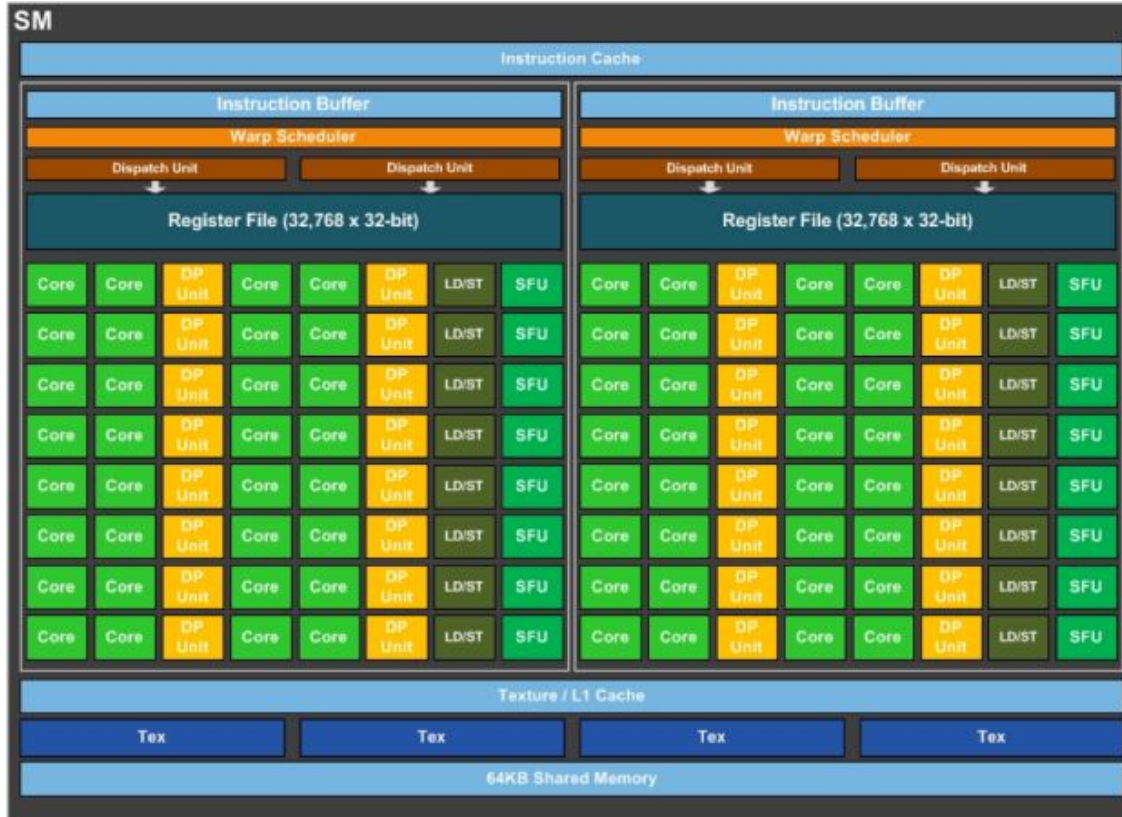 SM
Instruction Cache
Instruction Buffer Instruction Buffer
Warp Scheduler Warp Scheduler
Dispatch Unit Dispatch Unit Dispatch Unit Dispatch Unit
Register File (32,768 x 32-bit) Register File (32,768 x 32-bit)
Core Core DP Unit Core Core DP Unit LD/ST SFU Core Core DP Unit Core Core DP Unit LD/ST SFU
Core Core DP Unit Core Core DP Unit LD/ST SFU Core Core DP Unit Core Core DP Unit LD/ST SFU
Core Core DP Unit Core Core DP Unit LD/ST SFU Core Core DP Unit Core Core DP Unit LD/ST SFU
Core Core DP Unit Core Core DP Unit LD/ST SFU Core Core DP Unit Core Core DP Unit LD/ST SFU
Core Core DP Unit Core Core DP Unit LD/ST SFU Core Core DP Unit Core Core DP Unit LD/ST SFU
Core Core DP Unit Core Core DP Unit LD/ST SFU Core Core DP Unit Core Core DP Unit LD/ST SFU
Core Core DP Unit Core Core DP Unit LD/ST SFU Core Core DP Unit Core Core DP Unit LD/ST SFU
Core Core DP Unit Core Core DP Unit LD/ST SFU Core Core DP Unit Core Core DP Unit LD/ST SFU
Texture / L1 Cache
Tex Tex Tex Tex
64KB Shared Memory